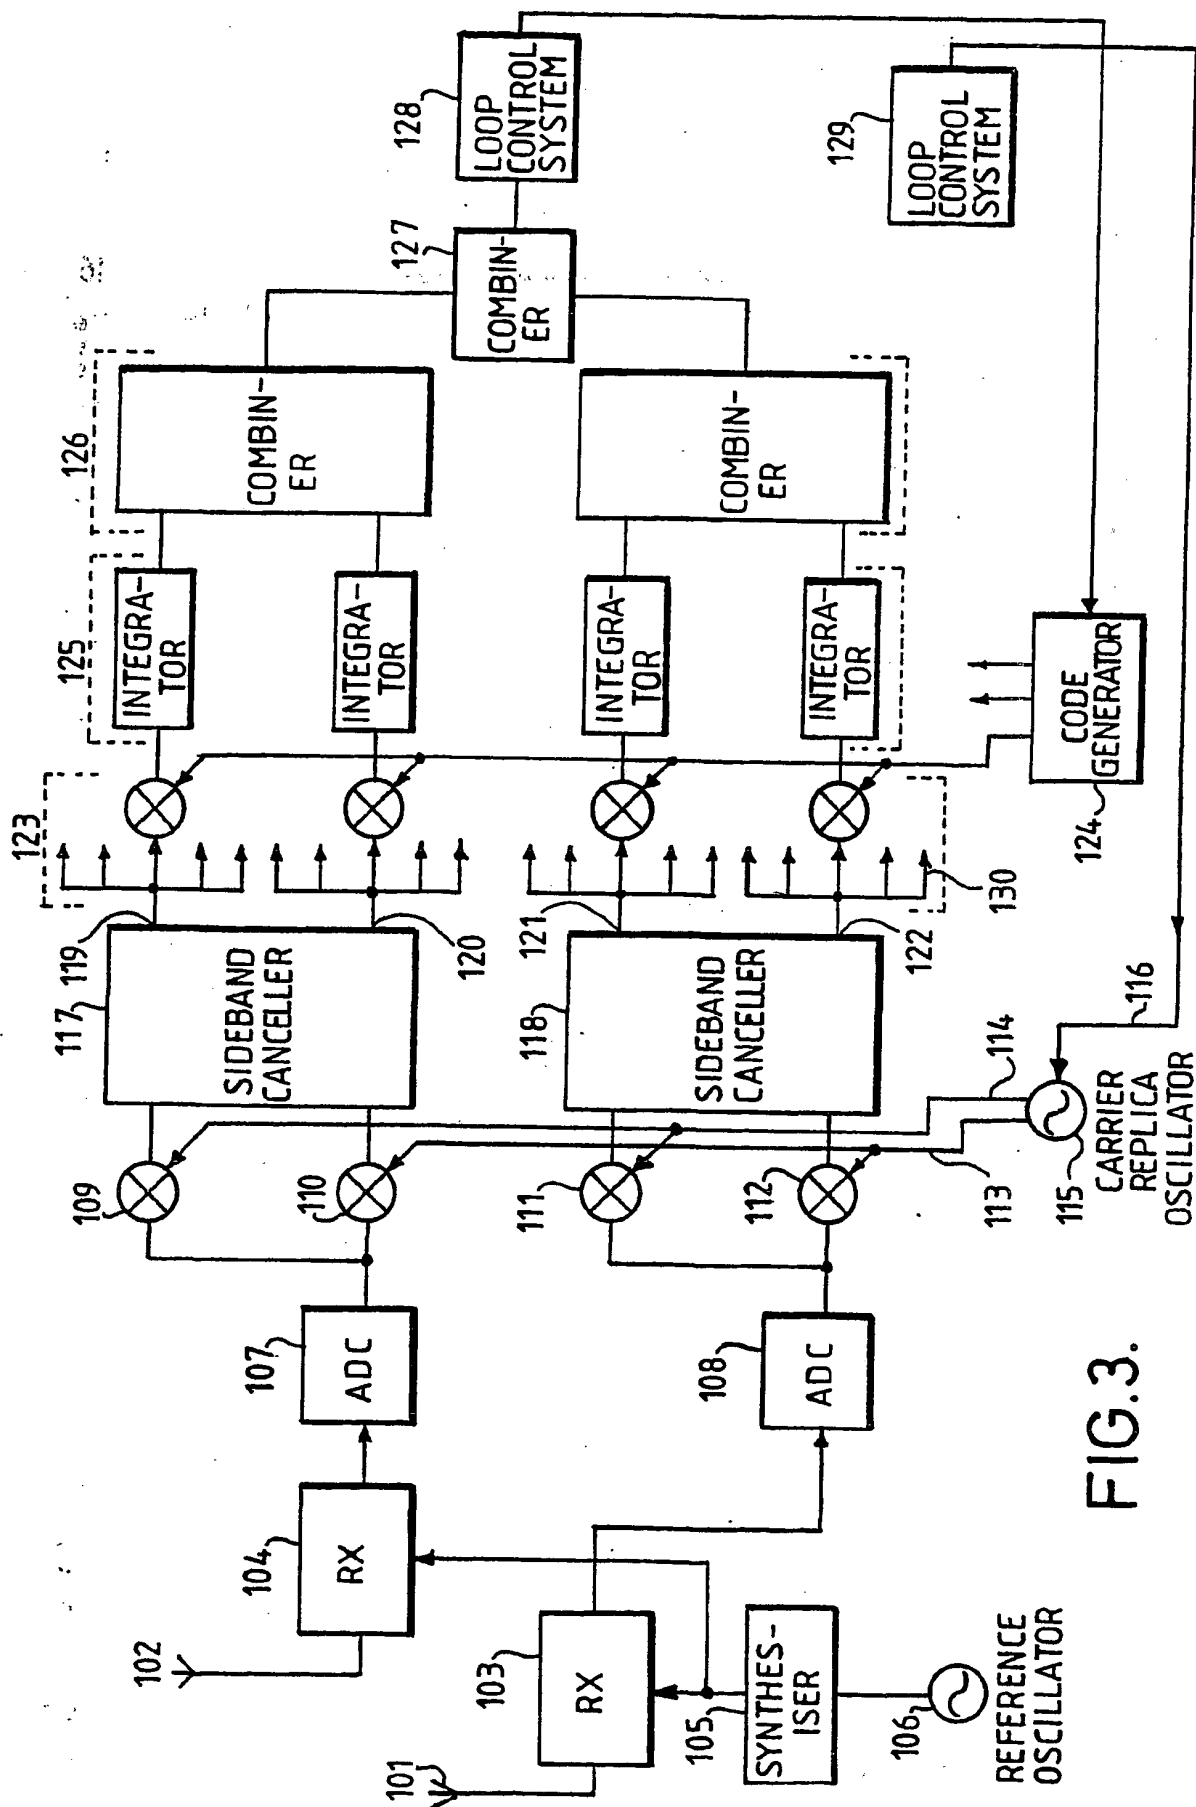 102
104
RX
101
103
RX
105
SYNTHES-
ISER
106
REFERENCE
OSCILLATOR
107
ADC
108
ADC
109
110
111
112
113
114
115
CARRIER
REPLICA
OSCILLATOR
116
117
SIDEBAND
CANCELLER
118
SIDEBAND
CANCELLER
119
120
121
122
123
130
124
CODE
GENERATOR
125
INTEGRA-
TOR
INTEGRA-
TOR
INTEGRA-
TOR
INTEGRA-
TOR
126
COMBIN-
ER
COMBIN-
ER
127
COMBIN-
ER
128
LOOP
CONTROL
SYSTEM
129
LOOP
CONTROL
SYSTEM
FIG.3.